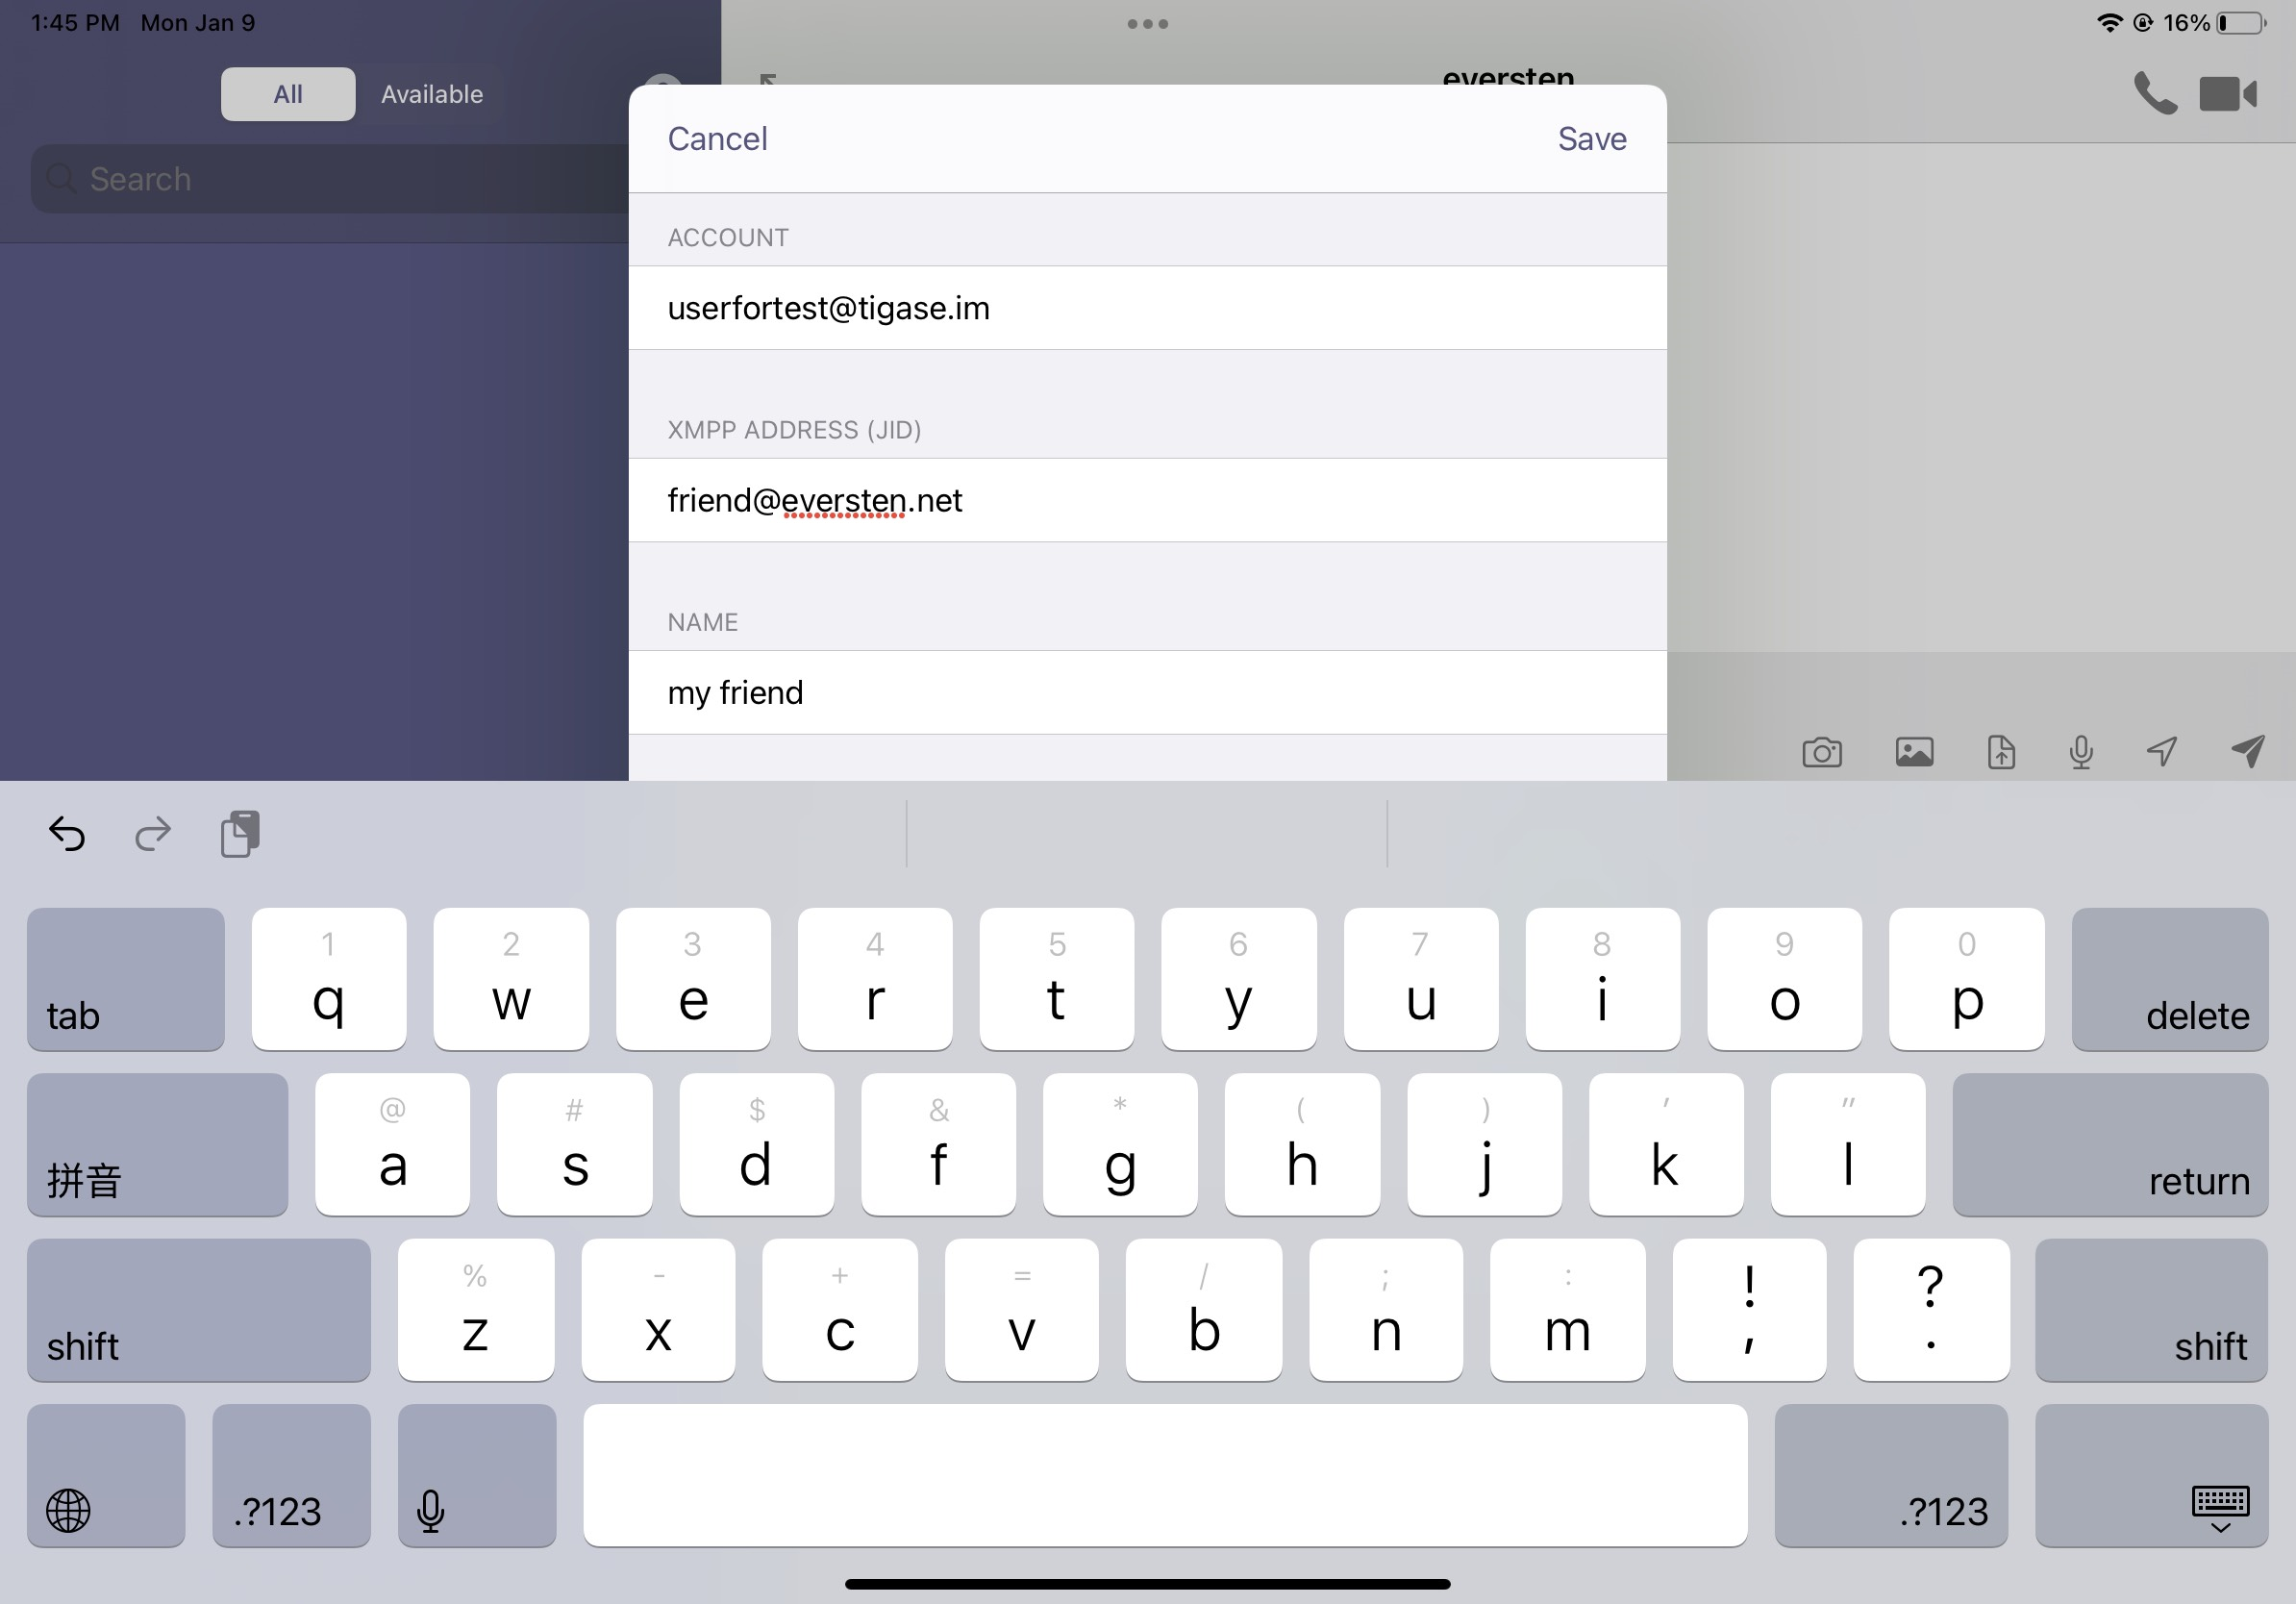 1:45 PM Mon Jan 9
16%
All Available
Search
eversten
Cancel Save
ACCOUNT
userfortest@tigase.im
XMPP ADDRESS (JID)
friend@eversten.net
NAME
my friend
1 2 3 4 5 6 7 8 9 0
tab q w e r t y u i o p delete
@ # $ & * ( ) ' "
拼音 a s d f g h j k l return
% - + = / ; : ! ?
shift z x c v b n m , . shift
.?123 .?123